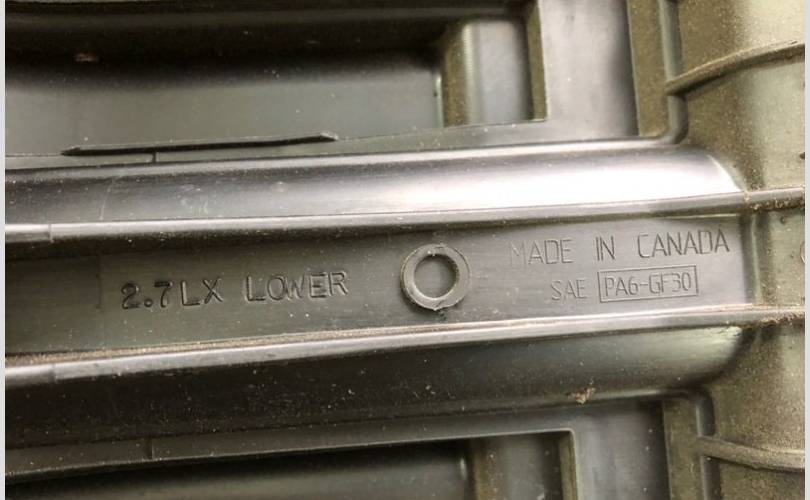 MADE IN CANADA
2.7LX LOWER
SAE PA6-GF30